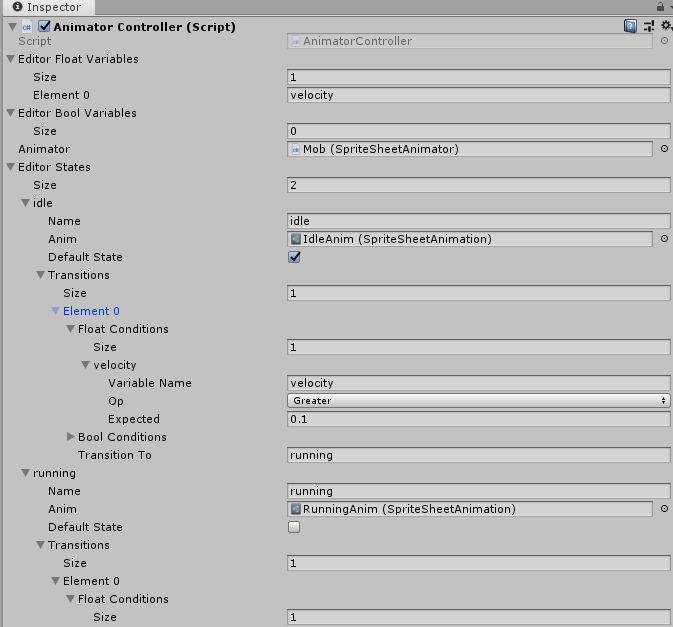 Inspector
Animator Controller (Script)
Script AnimatorController
Editor Float Variables
Size 1
Element 0 velocity
Editor Bool Variables
Size 0
Animator Mob (SpriteSheetAnimator)
Editor States
Size 2
idle
Name idle
Anim IdleAnim (SpriteSheetAnimation)
Default State
Transitions
Size 1
Element 0
Float Conditions
Size 1
velocity
Variable Name velocity
Op Greater
Expected 0.1
Bool Conditions
Transition To running
running
Name running
Anim RunningAnim (SpriteSheetAnimation)
Default State
Transitions
Size 1
Element 0
Float Conditions
Size 1